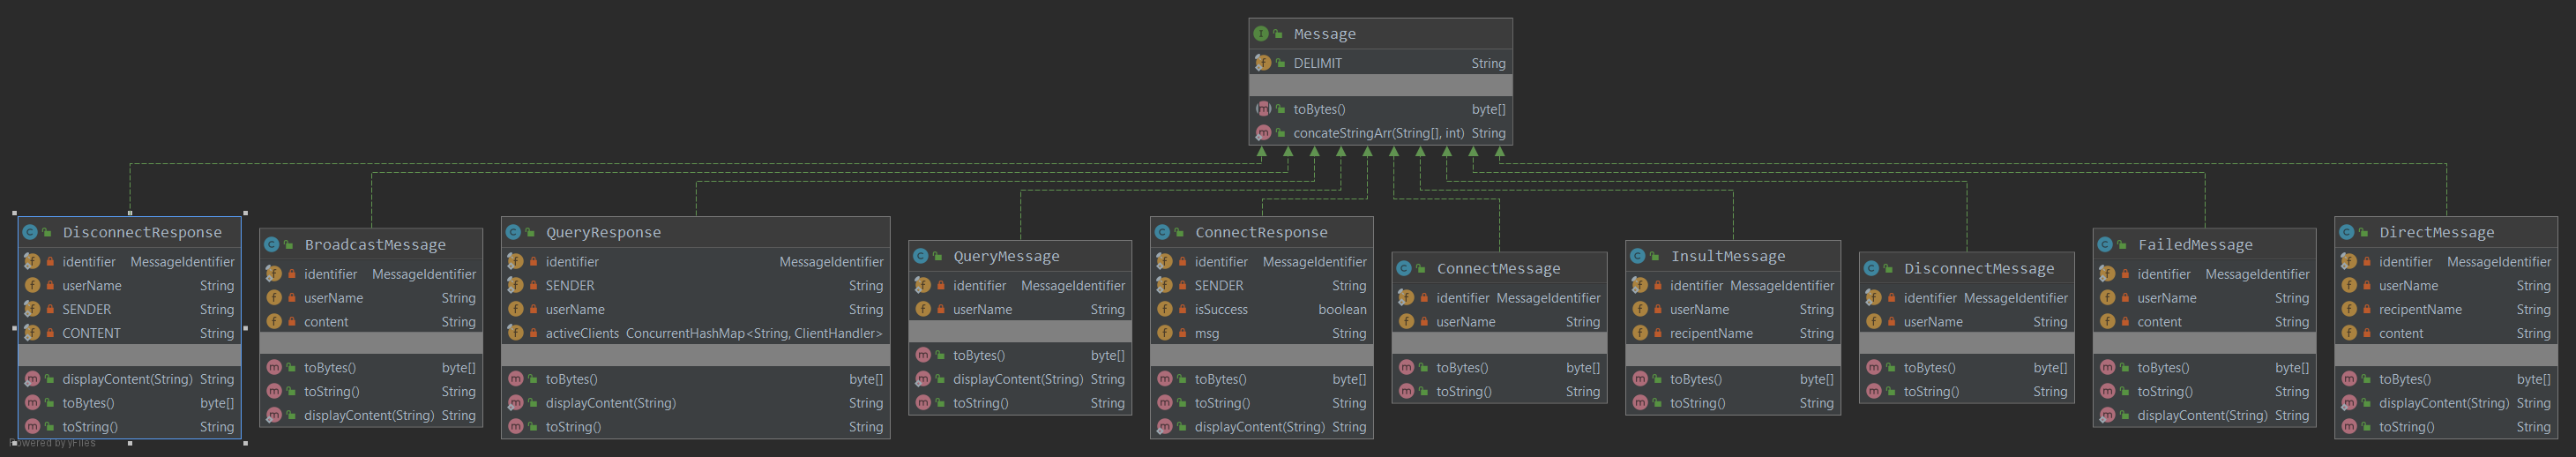 Message
DELIMIT String
toBytes() byte[]
concateStringArr(String[], int) String
DisconnectResponse
identifier MessageIdentifier
userName String
SENDER String
CONTENT String
displayContent(String) String
toBytes() byte[]
toString() String
BroadcastMessage
identifier MessageIdentifier
userName String
content String
toBytes() byte[]
toString() String
displayContent(String) String
QueryResponse
identifier MessageIdentifier
SENDER String
userName String
activeClients ConcurrentHashMap<String, ClientHandler>
toBytes() byte[]
displayContent(String) String
toString() String
QueryMessage
identifier MessageIdentifier
userName String
toBytes() byte[]
displayContent(String) String
toString() String
ConnectResponse
identifier MessageIdentifier
SENDER String
isSuccess boolean
msg String
toBytes() byte[]
toString() String
displayContent(String) String
ConnectMessage
identifier MessageIdentifier
userName String
toBytes() byte[]
toString() String
InsultMessage
identifier MessageIdentifier
userName String
recipentName String
toBytes() byte[]
toString() String
DisconnectMessage
identifier MessageIdentifier
userName String
toBytes() byte[]
toString() String
FailedMessage
identifier MessageIdentifier
userName String
content String
toBytes() byte[]
toString() String
displayContent(String) String
DirectMessage
identifier MessageIdentifier
userName String
recipentName String
content String
toBytes() byte[]
displayContent(String) String
toString() String
Powered by yFiles